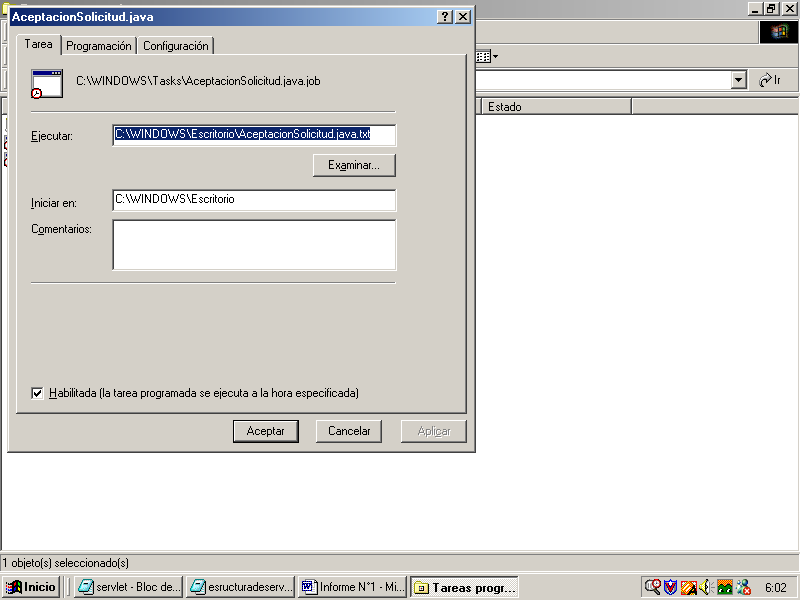 AceptacionSolicitud.java
Tarea
Programación
Configuración
C:\WINDOWS\Tasks\AceptacionSolicitud.java.job
Ir
Estado
Ejecutar:
C:\WINDOWS\Escritorio\AceptacionSolicitud.java.txt
Examinar...
Iniciar en:
C:\WINDOWS\Escritorio
Comentarios:
Habilitada (la tarea programada se ejecuta a la hora especificada)
Aceptar
Cancelar
Aplicar
1 objeto(s) seleccionado(s)
Inicio
servlet - Bloc de...
esructuradeserv...
Informe N°1 - Mi...
Tareas progr...
6:02